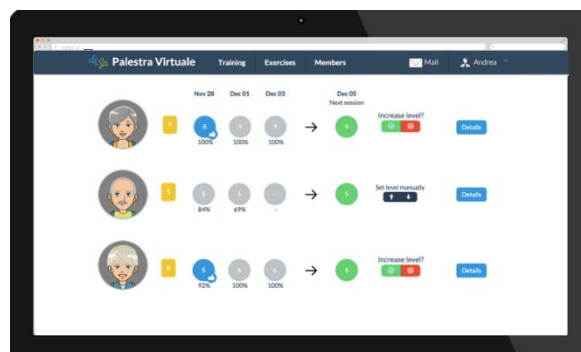 Palestra Virtuale Training Exercises Members Mail Andrea
Nov 28 Dec 01 Dec 03 Dec 05
Next session
9 8 9 9 9
100% 100% 100%
Increase level?
Details
5 5 5 - 5
84% 69% -
Set level manually
Details
6 5 6 6 6
92% 100% 100%
Increase level?
Details